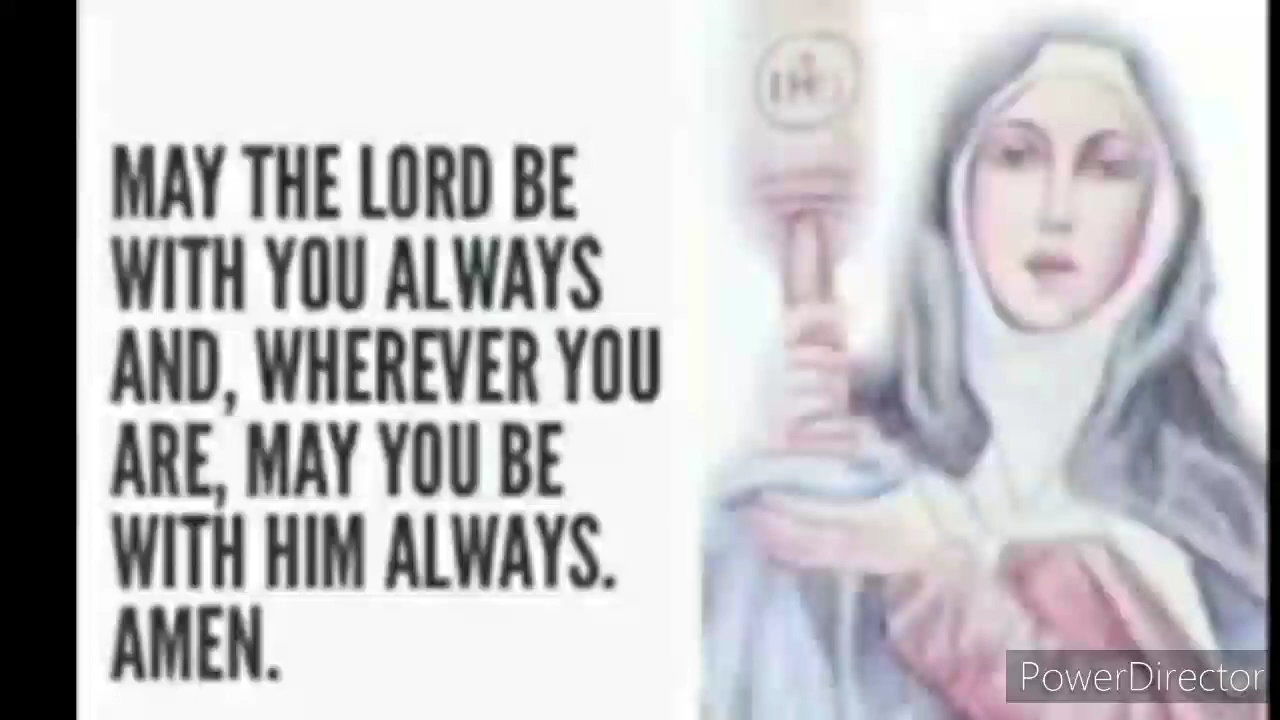 MAY THE LORD BE
WITH YOU ALWAYS
AND, WHEREVER YOU
ARE, MAY YOU BE
WITH HIM ALWAYS.
AMEN.
IHS
PowerDirector